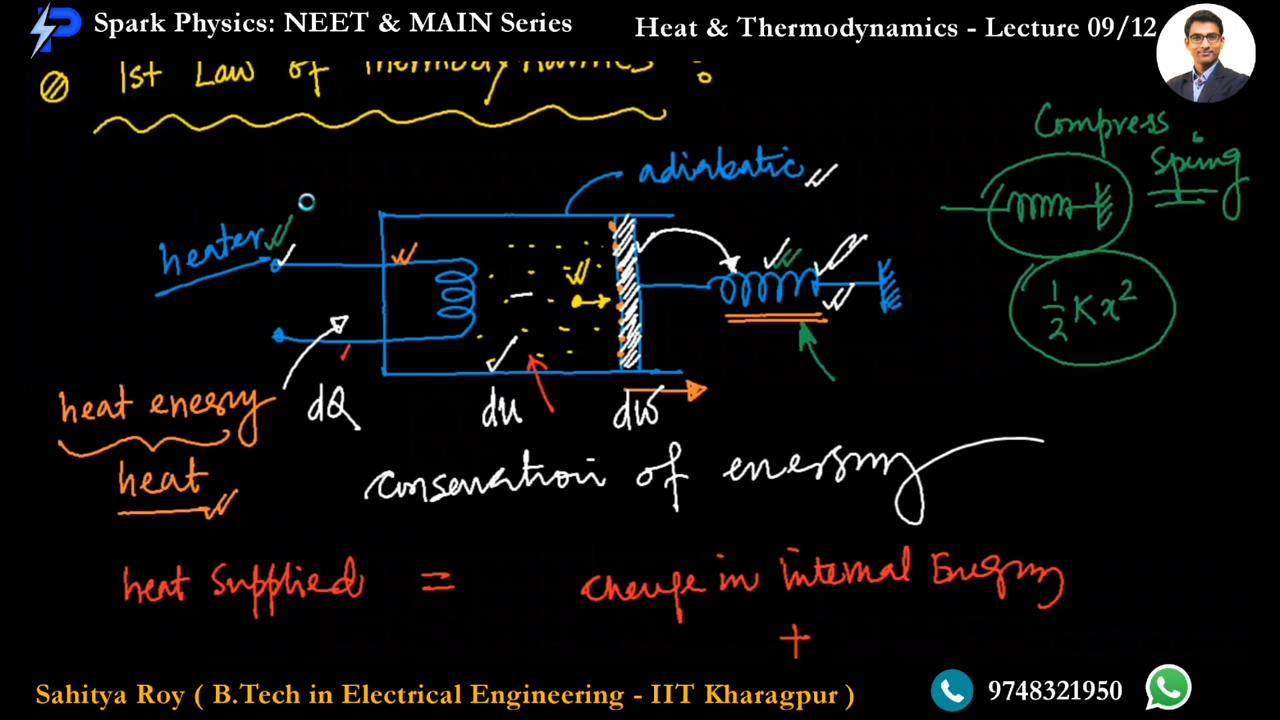 Spark Physics: NEET & MAIN Series
Heat & Thermodynamics - Lecture 09/12
1st Law of Thermodynamics :
Compress
Sping
adiabatic
heater
1/2 Kx²
heat energy
dQ
du
dw
heat
conservation of energy
heat supplied = change in internal Energy
+
Sahitya Roy ( B.Tech in Electrical Engineering - IIT Kharagpur )
9748321950